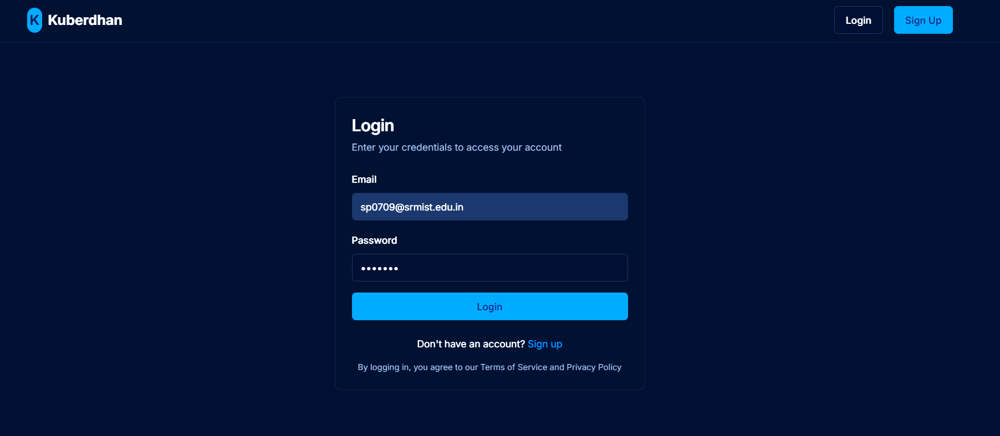 K Kuberdhan
Login
Sign Up
Login
Enter your credentials to access your account
Email
sp0709@srmist.edu.in
Password
•••••••
Login
Don't have an account? Sign up
By logging in, you agree to our Terms of Service and Privacy Policy